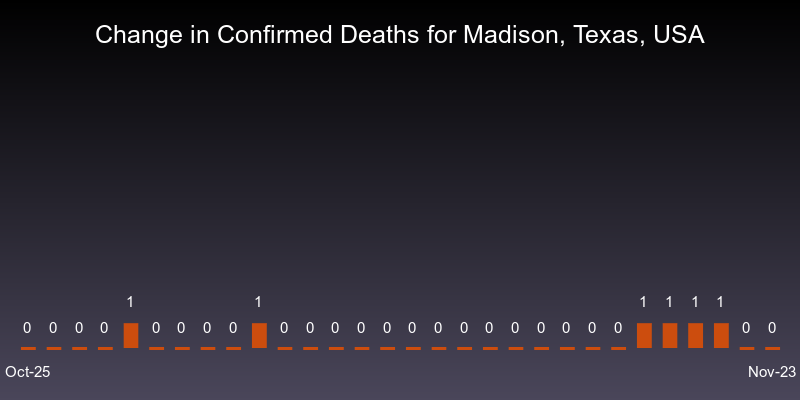 Change in Confirmed Deaths for Madison, Texas, USA
1 1 1 1 1 1
0 0 0 0 0 0 0 0 0 0 0 0 0 0 0 0 0 0 0 0 0 0 0 0
Oct-25 Nov-23